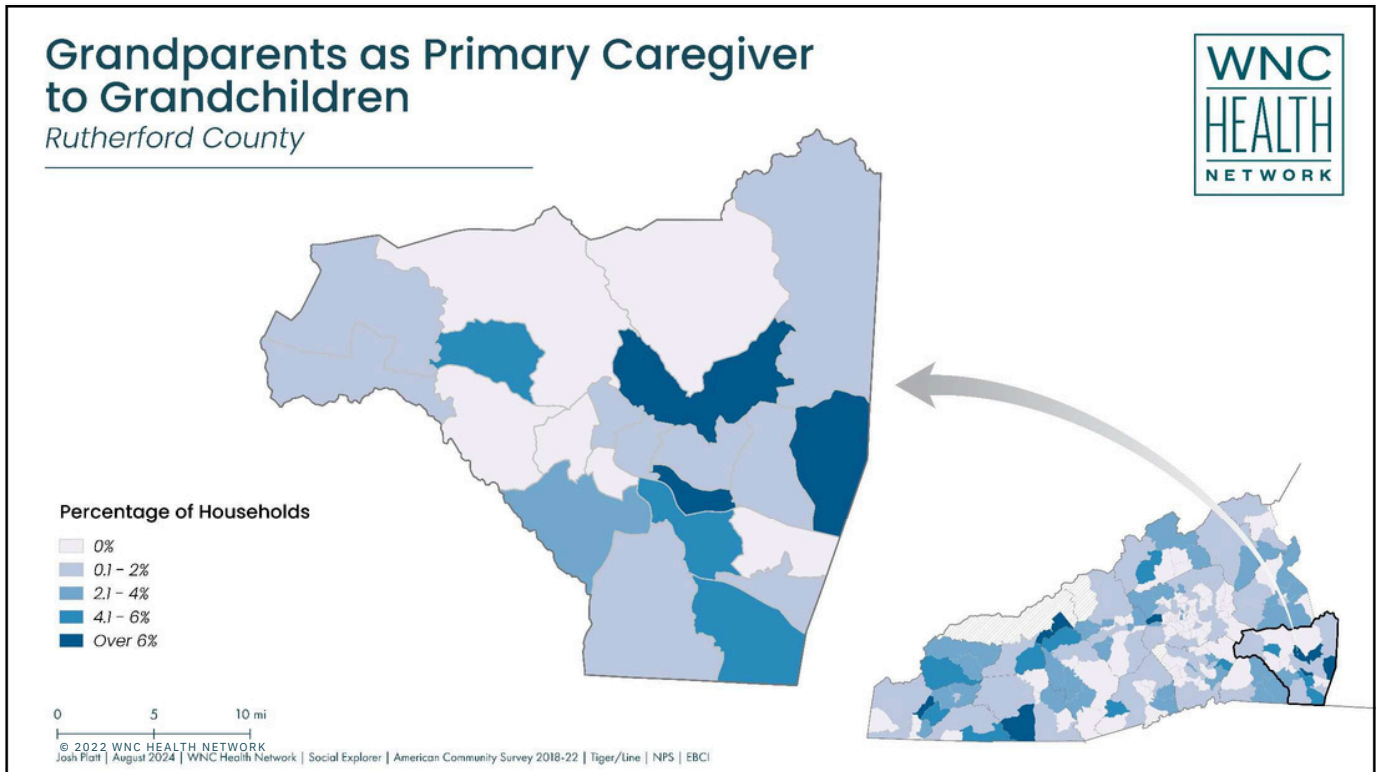 Grandparents as Primary Caregiver
to Grandchildren
Rutherford County
WNC
HEALTH
NETWORK
Percentage of Households
0%
0.1 - 2%
2.1 - 4%
4.1 - 6%
Over 6%
0 5 10 mi
© 2022 WNC HEALTH NETWORK
Josh Platt | August 2024 | WNC Health Network | Social Explorer | American Community Survey 2018-22 | Tiger/Line | NPS | EBCI